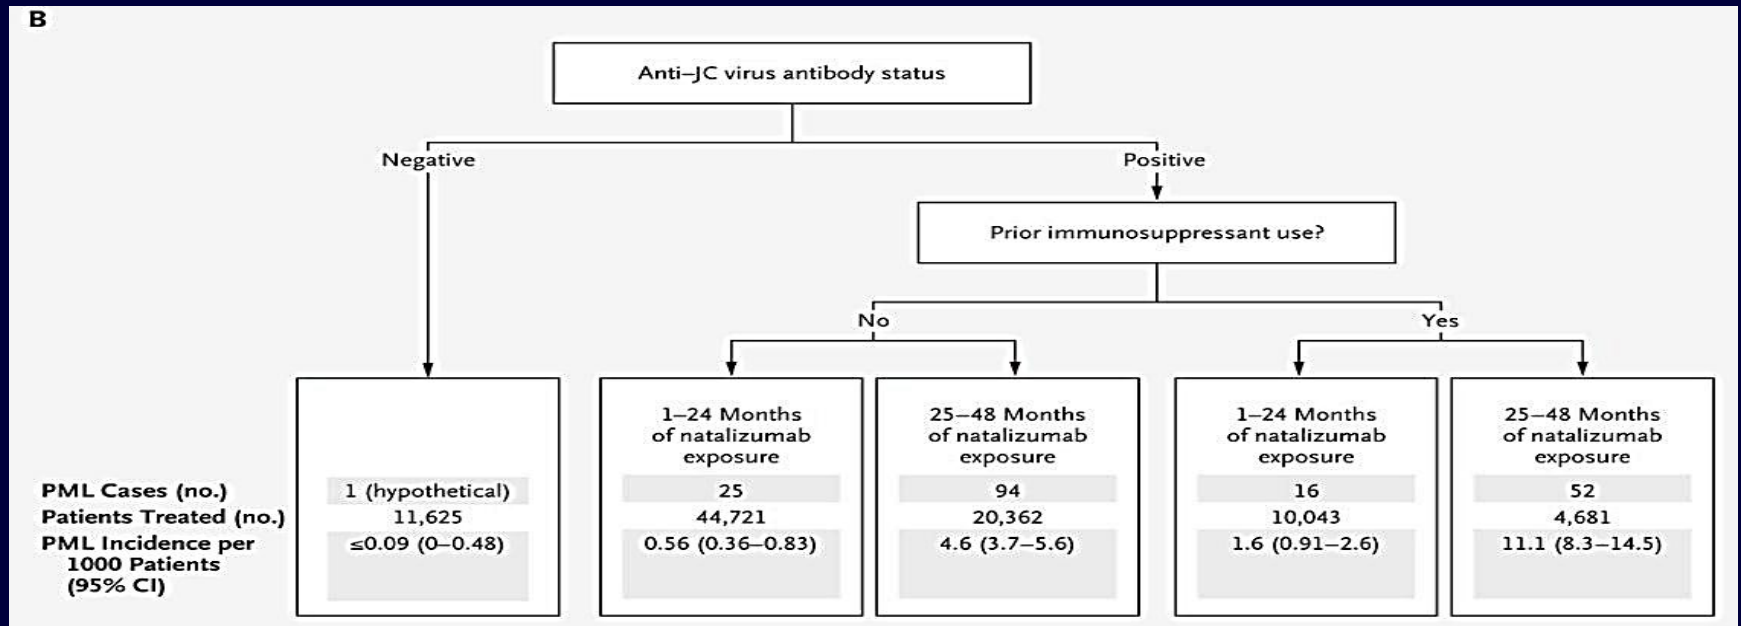 B
Anti–JC virus antibody status
Negative
Positive
Prior immunosuppressant use?
No
Yes
1–24 Months
of natalizumab
exposure
25–48 Months
of natalizumab
exposure
1–24 Months
of natalizumab
exposure
25–48 Months
of natalizumab
exposure
PML Cases (no.) 1 (hypothetical) 25 94 16 52
Patients Treated (no.) 11,625 44,721 20,362 10,043 4,681
PML Incidence per ≤0.09 (0–0.48) 0.56 (0.36–0.83) 4.6 (3.7–5.6) 1.6 (0.91–2.6) 11.1 (8.3–14.5)
1000 Patients
(95% CI)